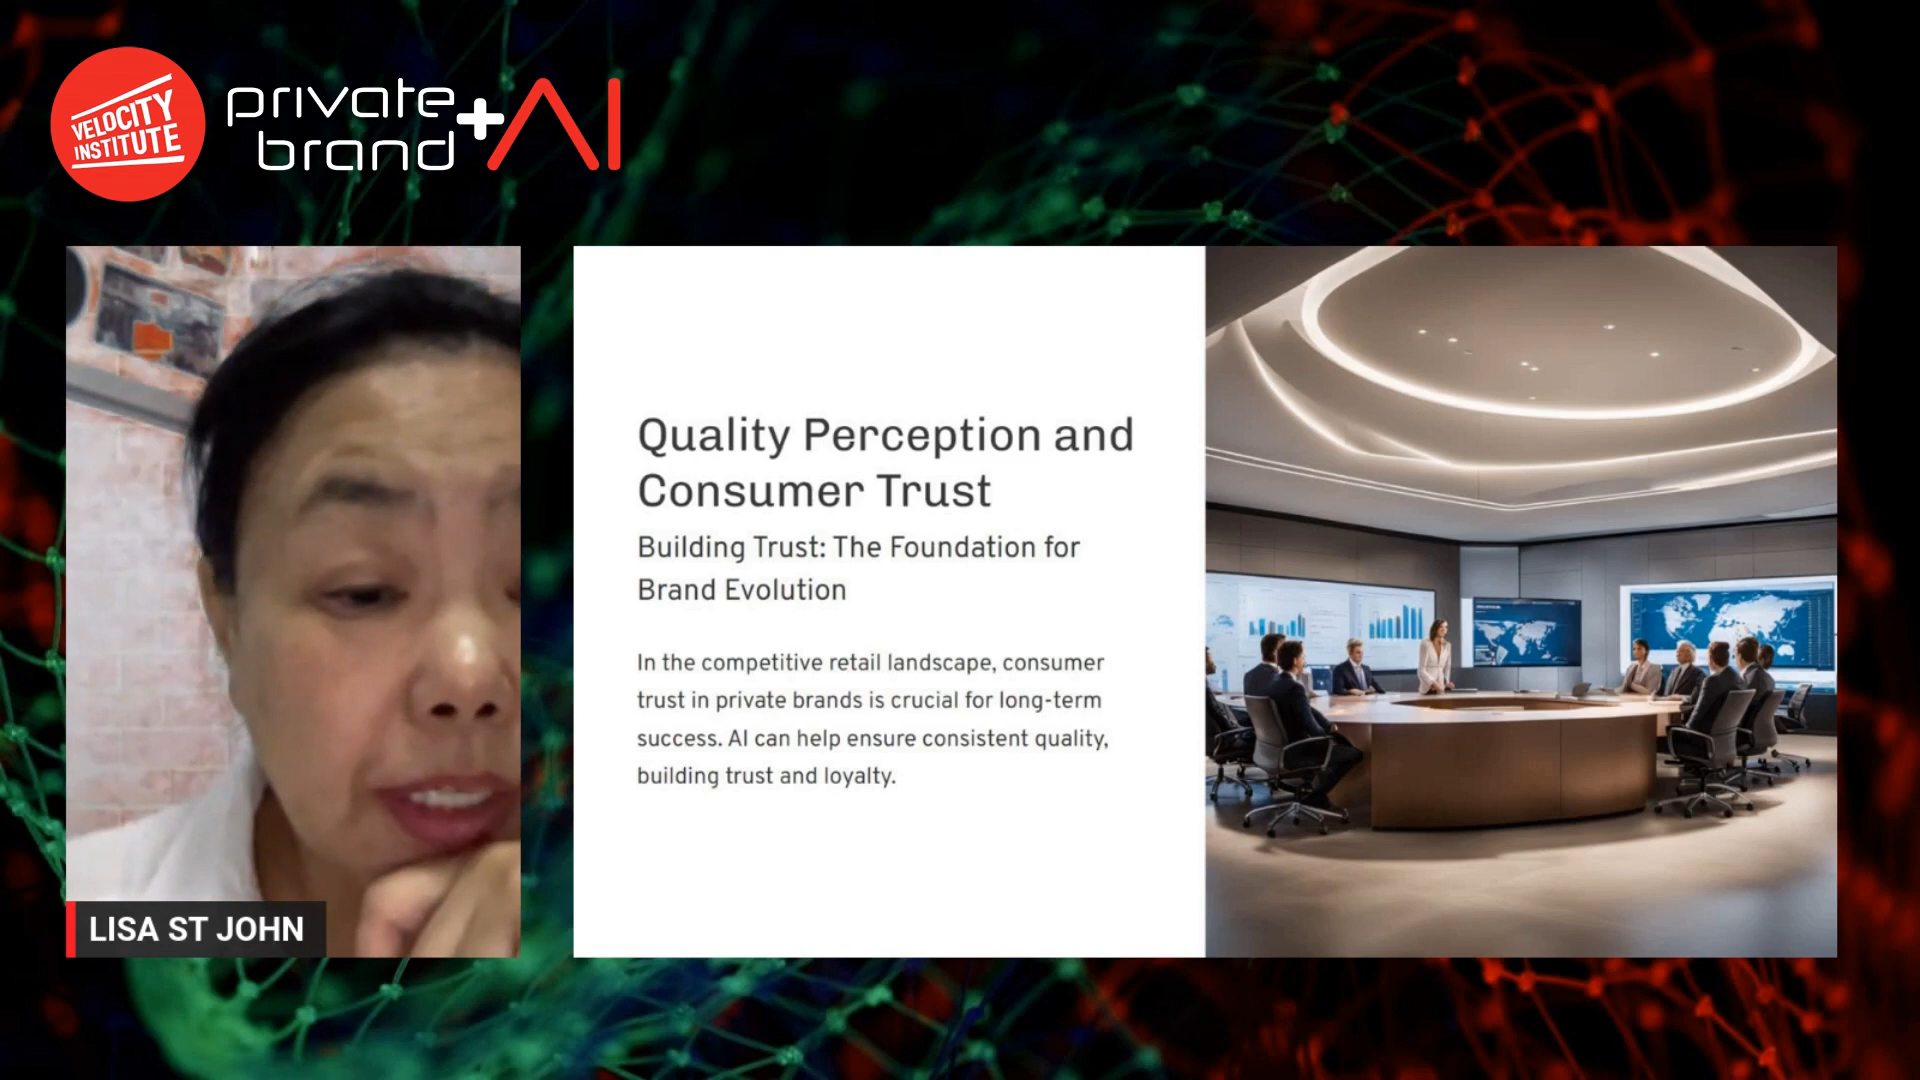 VELOCITY
INSTITUTE
private
brand
+AI
Quality Perception and
Consumer Trust
Building Trust: The Foundation for
Brand Evolution
In the competitive retail landscape, consumer
trust in private brands is crucial for long-term
success. AI can help ensure consistent quality,
building trust and loyalty.
LISA ST JOHN